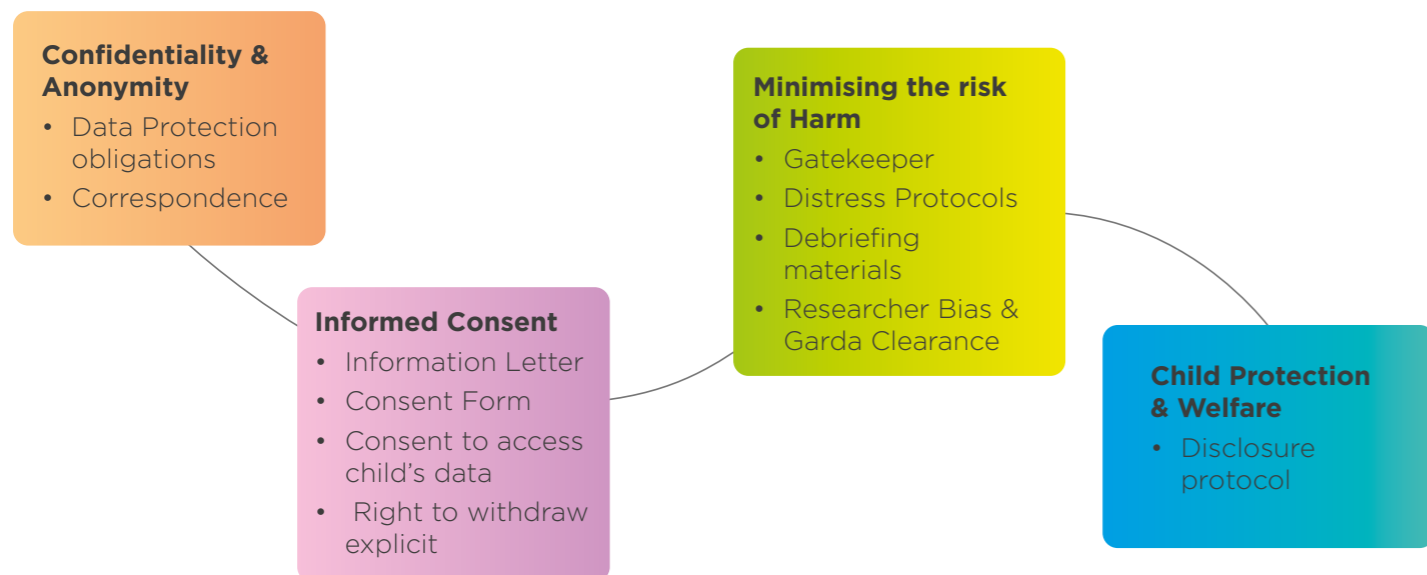 Confidentiality &
Anonymity
• Data Protection
obligations
• Correspondence
Informed Consent
• Information Letter
• Consent Form
• Consent to access
child's data
• Right to withdraw
explicit
Minimising the risk
of Harm
• Gatekeeper
• Distress Protocols
• Debriefing
materials
• Researcher Bias &
Garda Clearance
Child Protection
& Welfare
• Disclosure
protocol